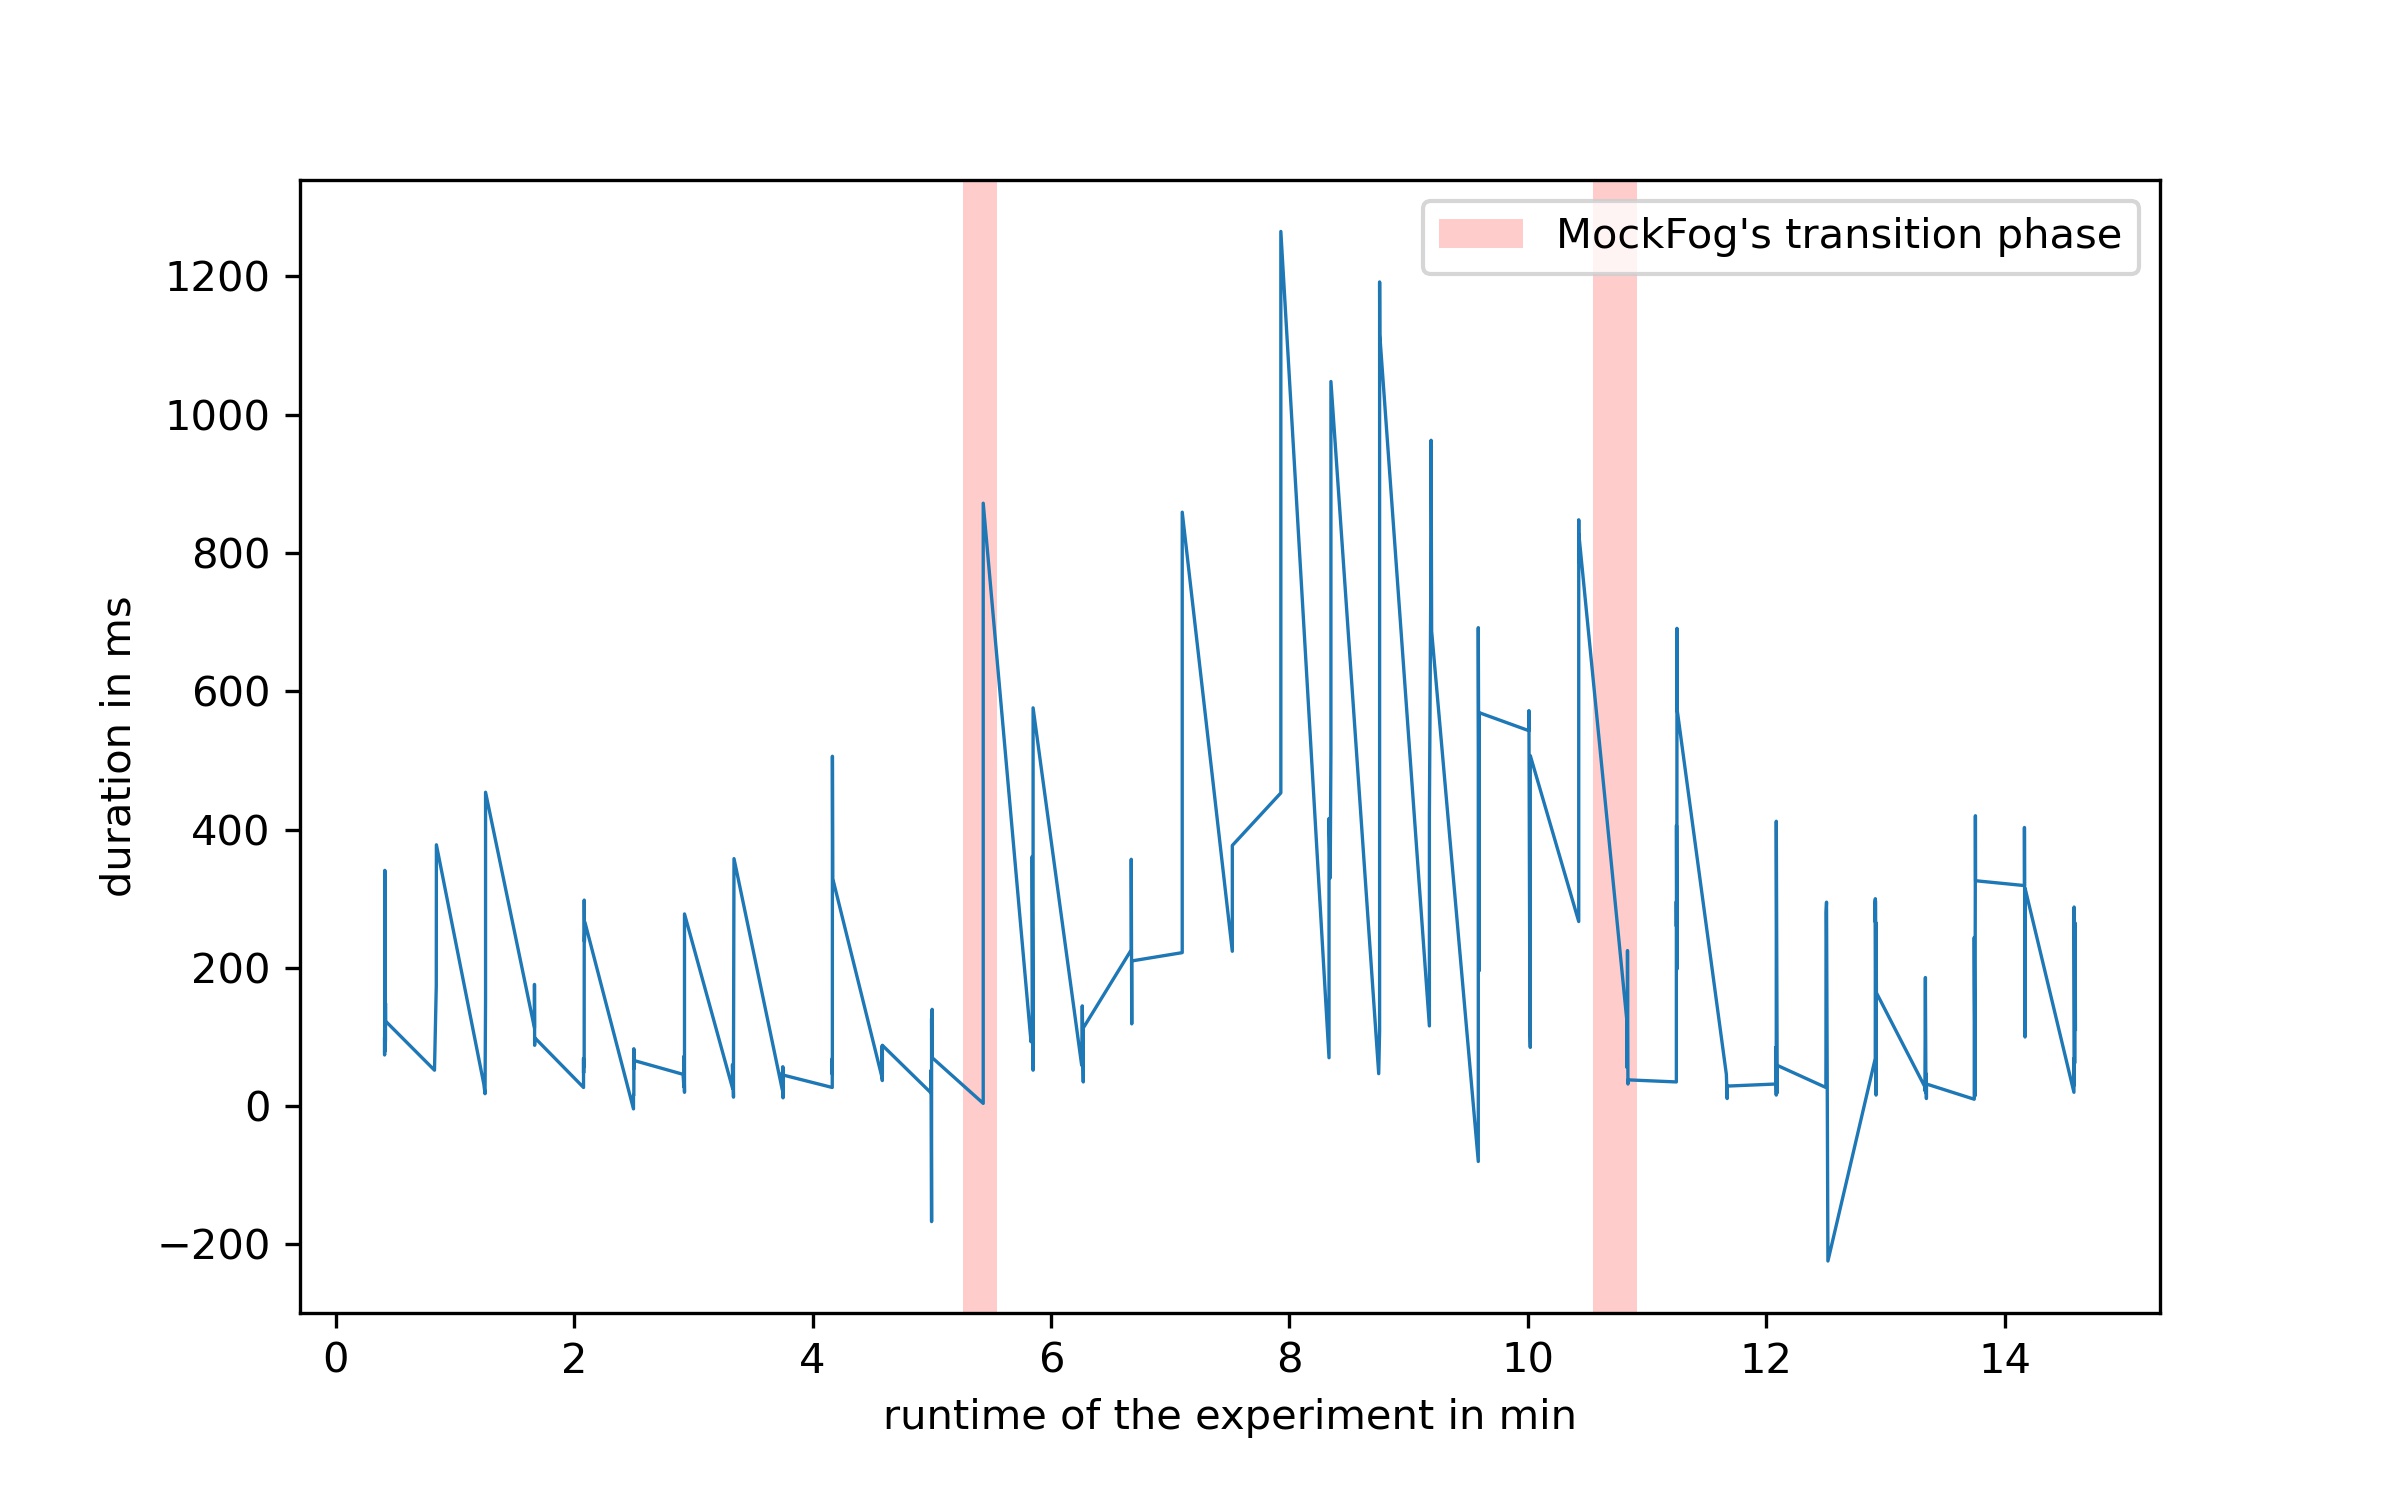 MockFog's transition phase
1200
1000
800
600
400
200
0
−200
duration in ms
0 2 4 6 8 10 12 14
runtime of the experiment in min